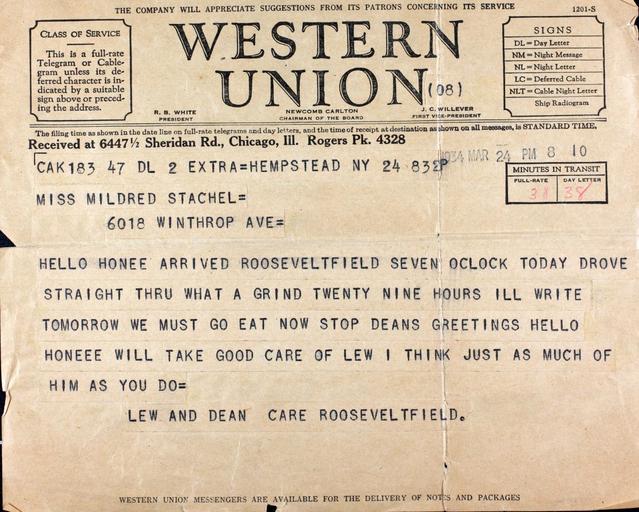 THE COMPANY WILL APPRECIATE SUGGESTIONS FROM ITS PATRONS CONCERNING ITS SERVICE
1201-S
CLASS OF SERVICE
This is a full-rate
Telegram or Cable-
gram unless its de-
ferred character is in-
dicated by a suitable
sign above or preced-
ing the address.
WESTERN
UNION
(08)
R. B. WHITE
PRESIDENT
NEWCOMB CARLTON
CHAIRMAN OF THE BOARD
J. C. WILLEVER
FIRST VICE-PRESIDENT
SIGNS
DL = Day Letter
NM = Night Message
NL = Night Letter
LC = Deferred Cable
NLT = Cable Night Letter
Ship Radiogram
The filing time as shown in the date line on full-rate telegrams and day letters, and the time of receipt at destination as shown on all messages, is STANDARD TIME.
Received at 6447½ Sheridan Rd., Chicago, Ill. Rogers Pk. 4328
CAK183 47 DL 2 EXTRA=HEMPSTEAD NY 24 832P
934 MAR 24 PM 8 10
MINUTES IN TRANSIT
FULL-RATE
DAY LETTER
38
38
MISS MILDRED STACHEL=
6018 WINTHROP AVE=
HELLO HONEE ARRIVED ROOSEVELTFIELD SEVEN OCLOCK TODAY DROVE
STRAIGHT THRU WHAT A GRIND TWENTY NINE HOURS ILL WRITE
TOMORROW WE MUST GO EAT NOW STOP DEANS GREETINGS HELLO
HONEEE WILL TAKE GOOD CARE OF LEW I THINK JUST AS MUCH OF
HIM AS YOU DO=
LEW AND DEAN CARE ROOSEVELTFIELD.
WESTERN UNION MESSENGERS ARE AVAILABLE FOR THE DELIVERY OF NOTES AND PACKAGES